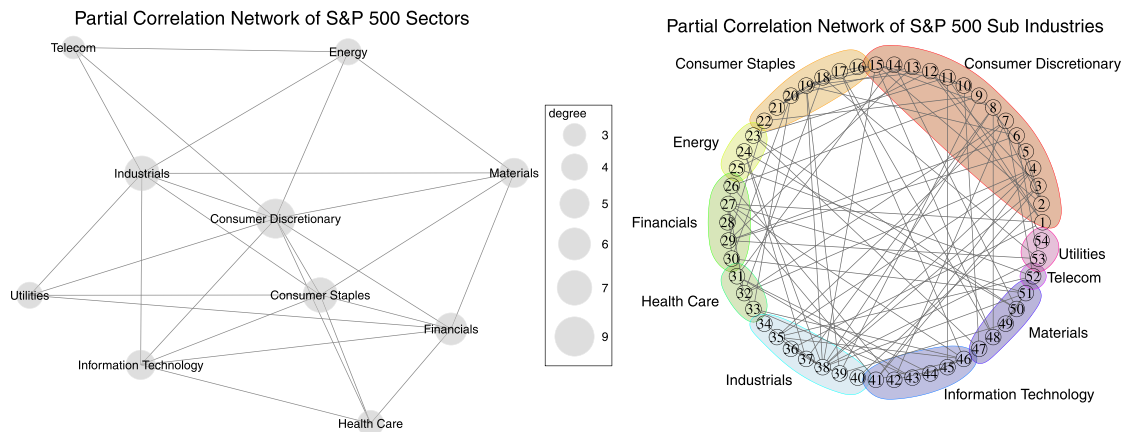 Partial Correlation Network of S&P 500 Sectors
Telecom
Energy
Industrials
Materials
Consumer Discretionary
Utilities
Consumer Staples
Financials
Information Technology
Health Care
degree
3
4
5
6
7
9
Partial Correlation Network of S&P 500 Sub Industries
Consumer Staples
Consumer Discretionary
Energy
Financials
Health Care
Industrials
Information Technology
Materials
Telecom
Utilities
1
2
3
4
5
6
7
8
9
10
11
12
13
14
15
16
17
18
19
20
21
22
23
24
25
26
27
28
29
30
31
32
33
34
35
36
37
38
39
40
41
42
43
44
45
46
47
48
49
50
51
52
53
54